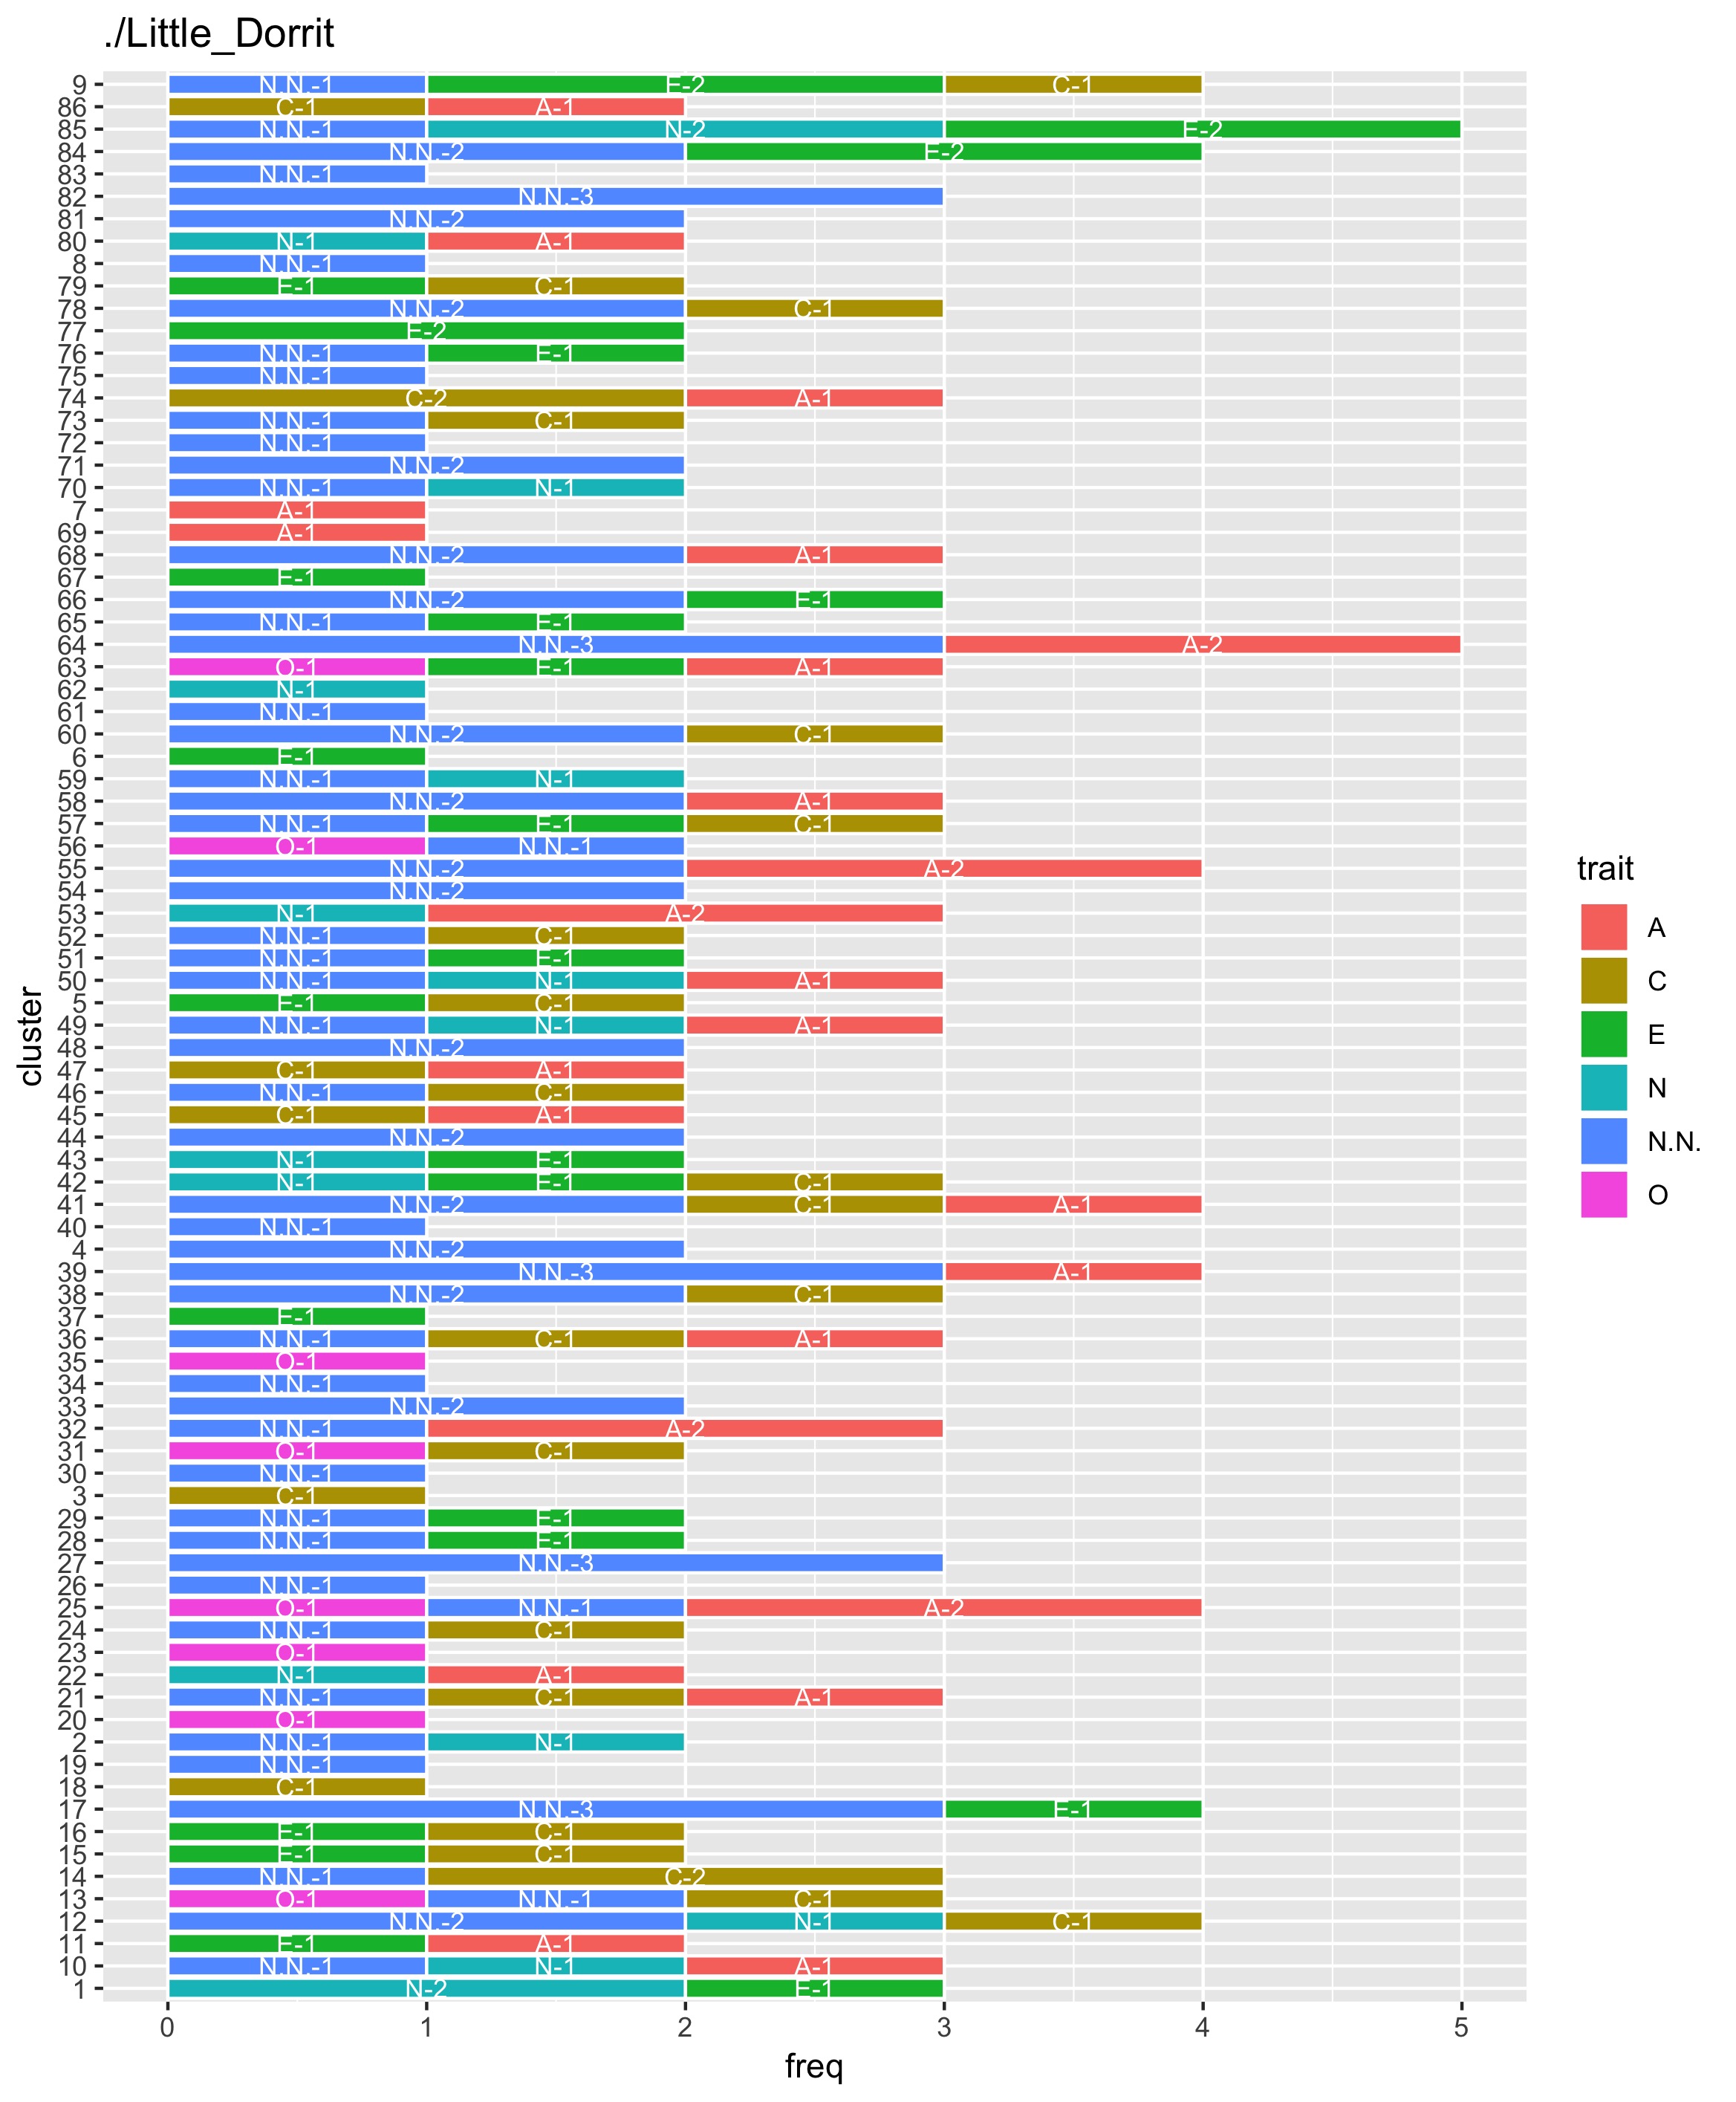 ./Little_Dorrit
9 N.N.-1 E-2 C-1
86 C-1 A-1
85 N.N.-1 N-2 E-2
84 N.N.-2 E-2
83 N.N.-1
82 N.N.-3
81 N.N.-2
80 N-1 A-1
8 N.N.-1
79 E-1 C-1
78 N.N.-2 C-1
77 E-2
76 N.N.-1 E-1
75 N.N.-1
74 C-2 A-1
73 N.N.-1 C-1
72 N.N.-1
71 N.N.-2
70 N.N.-1 N-1
7 A-1
69 A-1
68 N.N.-2 A-1
67 E-1
66 N.N.-2 E-1
65 N.N.-1 E-1
64 N.N.-3 A-2
63 O-1 E-1 A-1
62 N-1
61 N.N.-1
60 N.N.-2 C-1
6 E-1
59 N.N.-1 N-1
58 N.N.-2 A-1
57 N.N.-1 E-1 C-1
56 O-1 N.N.-1
55 N.N.-2 A-2
54 N.N.-2
53 N-1 A-2
52 N.N.-1 C-1
51 N.N.-1 E-1
50 N.N.-1 N-1 A-1
5 E-1 C-1
49 N.N.-1 N-1 A-1
48 N.N.-2
47 C-1 A-1
46 N.N.-1 C-1
45 C-1 A-1
44 N.N.-2
43 N-1 E-1
42 N-1 E-1 C-1
41 N.N.-2 C-1 A-1
40 N.N.-1
4 N.N.-2
39 N.N.-3 A-1
38 N.N.-2 C-1
37 E-1
36 N.N.-1 C-1 A-1
35 O-1
34 N.N.-1
33 N.N.-2
32 N.N.-1 A-2
31 O-1 C-1
30 N.N.-1
3 C-1
29 N.N.-1 E-1
28 N.N.-1 E-1
27 N.N.-3
26 N.N.-1
25 O-1 N.N.-1 A-2
24 N.N.-1 C-1
23 O-1
22 N-1 A-1
21 N.N.-1 C-1 A-1
20 O-1
2 N.N.-1 N-1
19 N.N.-1
18 C-1
17 N.N.-3 E-1
16 E-1 C-1
15 E-1 C-1
14 N.N.-1 C-2
13 O-1 N.N.-1 C-1
12 N.N.-2 N-1 C-1
11 E-1 A-1
10 N.N.-1 N-1 A-1
1 N-2 E-1
0 1 2 3 4 5
freq
cluster
trait
A
C
E
N
N.N.
O